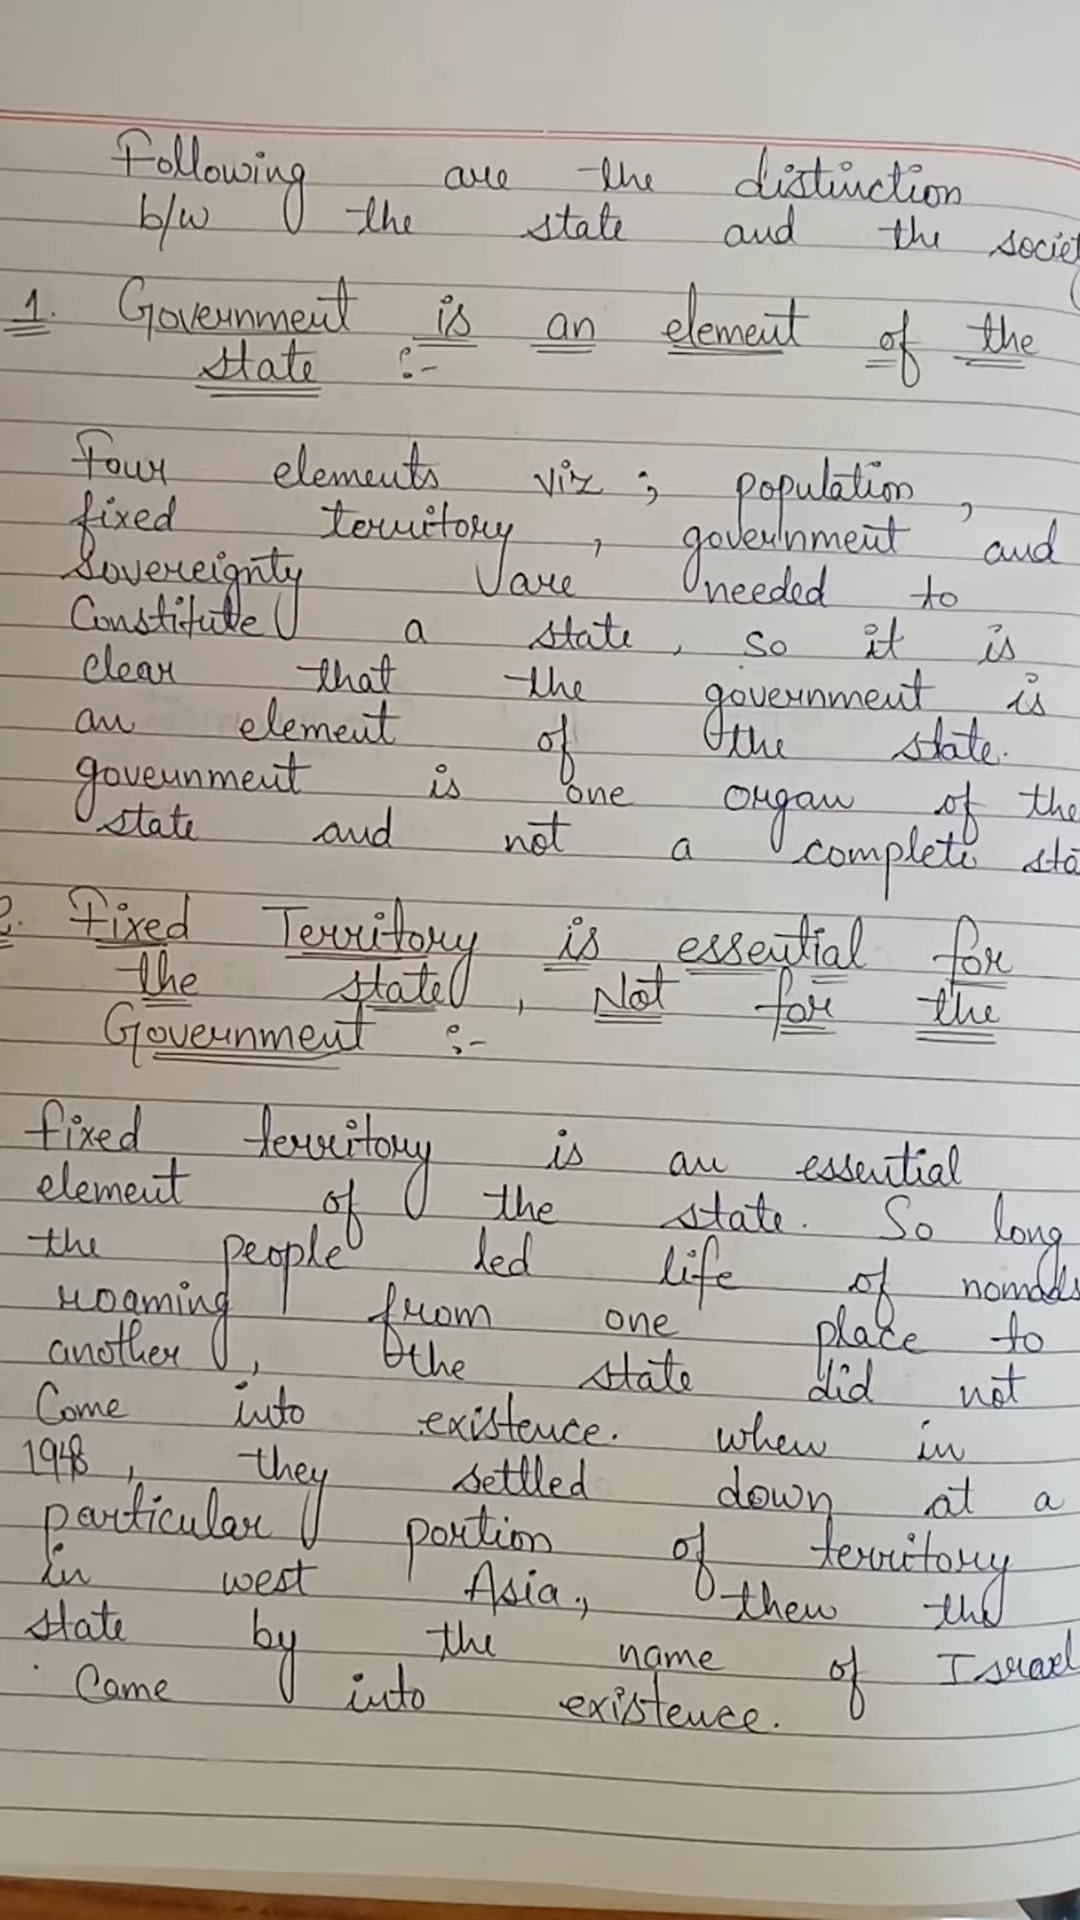 Following are the distinction
b/w the state and the society
1. Government is an element of the
state :-
Four elements viz ; population,
fixed territory, government and
Sovereignty are needed to
Constitute a state, so it is
clear that the government is
an element of the state.
government is one organ of the
state and not a complete sta
2. Fixed Territory is essential for
the state, Not for the
Government :-
fixed territory is an essential
element of the state. So long
the people led life of nomads
roaming from one place to
another, the state did not
Come into existence. when in
1948, they settled down at a
particular portion of territory
in west Asia, then the
state by the name of Israel
Came into existence.